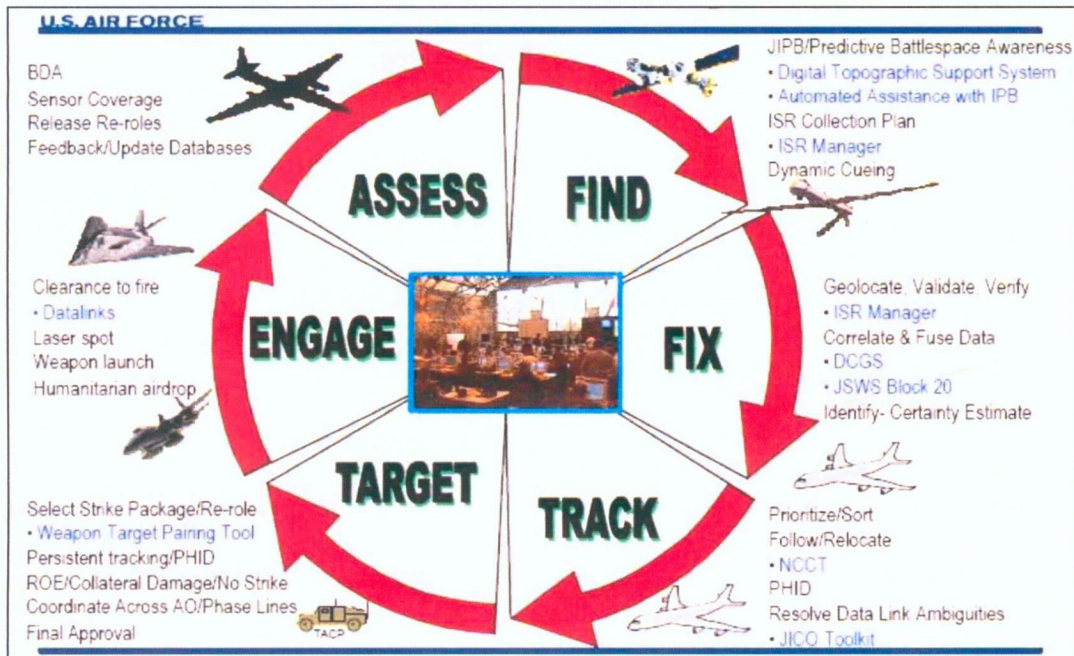 U.S. AIR FORCE
BDA
Sensor Coverage
Release Re-roles
Feedback/Update Databases
JIPB/Predictive Battlespace Awareness
• Digital Topographic Support System
• Automated Assistance with IPB
ISR Collection Plan
• ISR Manager
Dynamic Cueing
ASSESS
FIND
Clearance to fire
• Datalinks
Laser spot
Weapon launch
Humanitarian airdrop
ENGAGE
FIX
Geolocate, Validate, Verify
• ISR Manager
Correlate & Fuse Data
• DCGS
• JSWS Block 20
Identify- Certainty Estimate
TARGET
TRACK
Select Strike Package/Re-role
• Weapon Target Pairing Tool
Persistent tracking/PHID
ROE/Collateral Damage/No Strike
Coordinate Across AO/Phase Lines
Final Approval
TACP
Prioritize/Sort
Follow/Relocate
• NCCT
PHID
Resolve Data Link Ambiguities
• JICO Toolkit